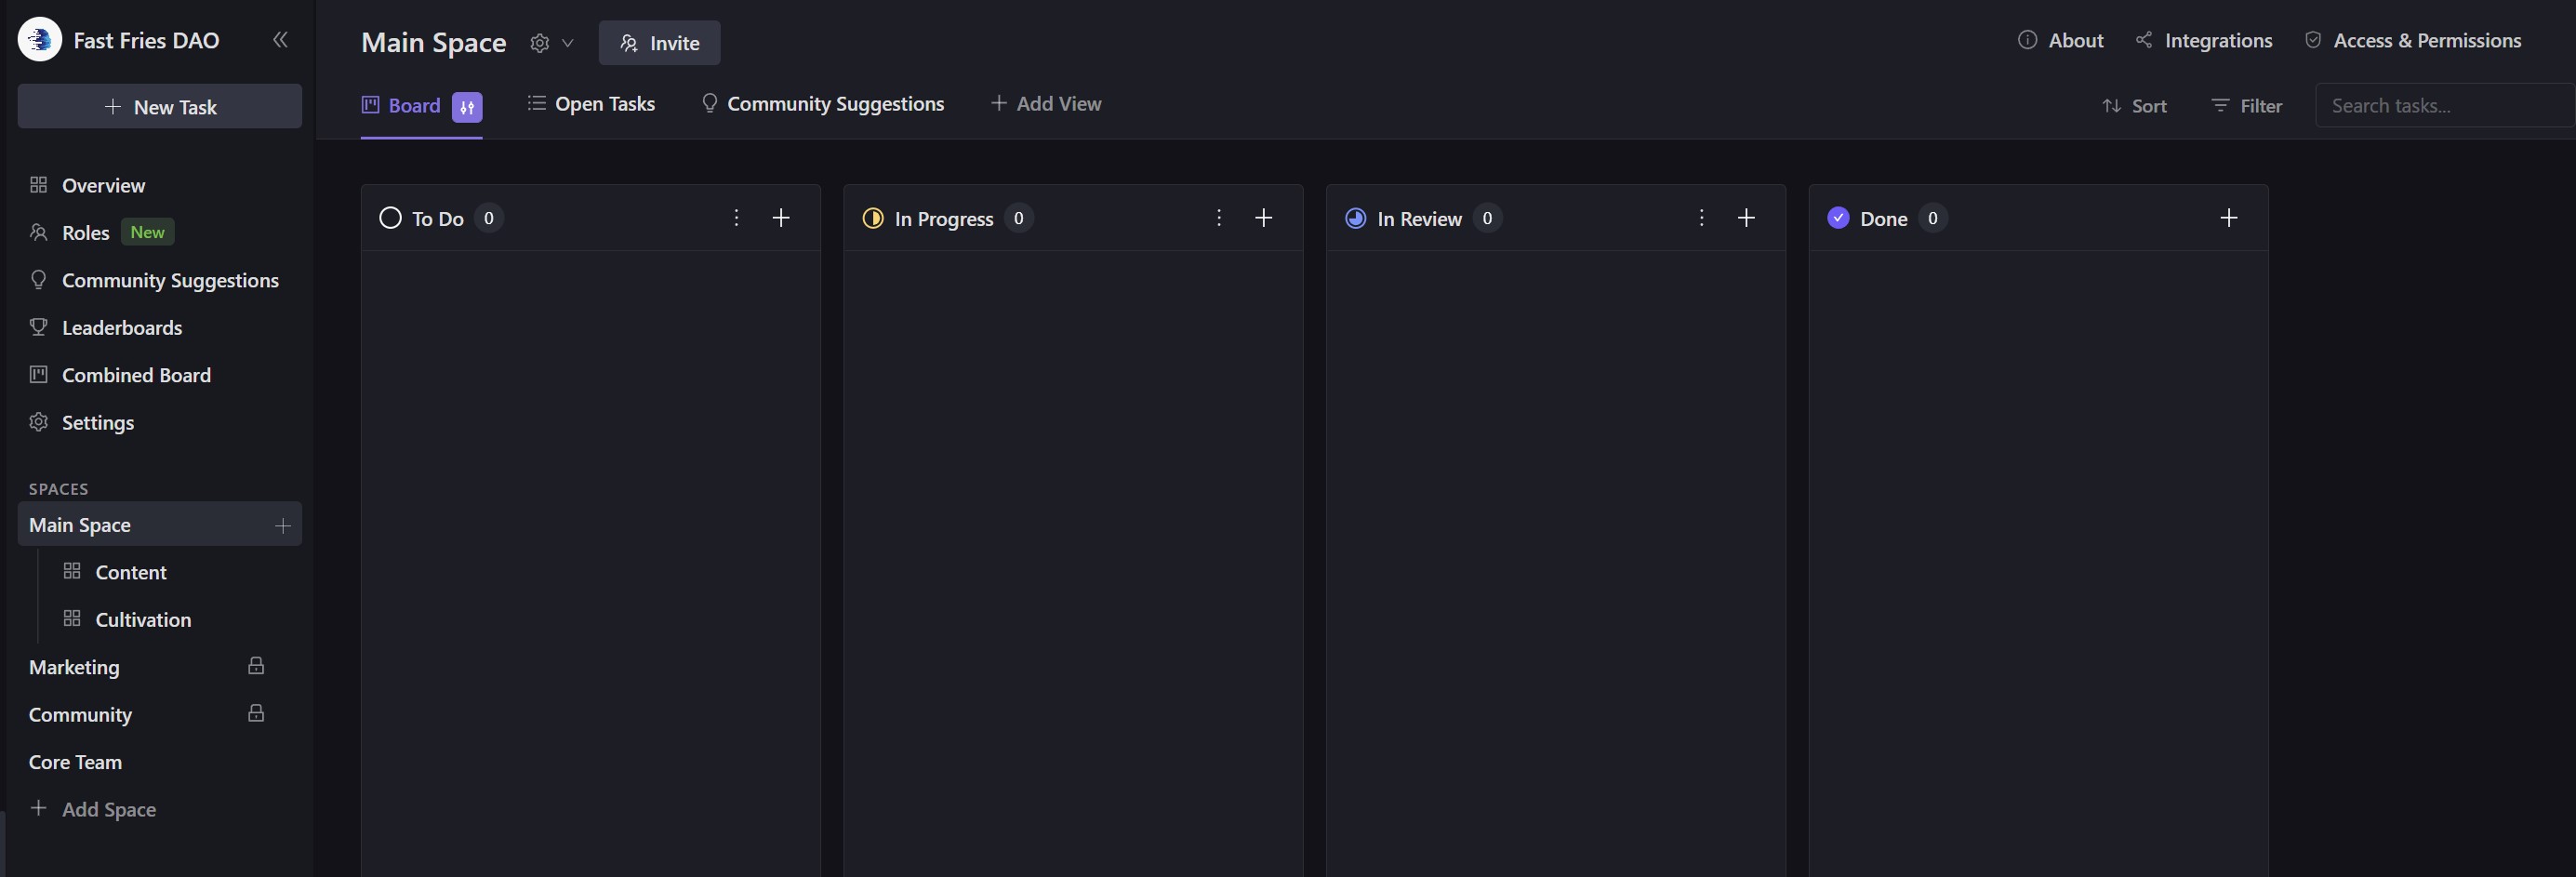 Fast Fries DAO
New Task
Overview
Roles New
Community Suggestions
Leaderboards
Combined Board
Settings
SPACES
Main Space
Content
Cultivation
Marketing
Community
Core Team
Add Space
Main Space Invite
About Integrations Access & Permissions
Board Open Tasks Community Suggestions Add View
Sort Filter Search tasks...
To Do 0
In Progress 0
In Review 0
Done 0